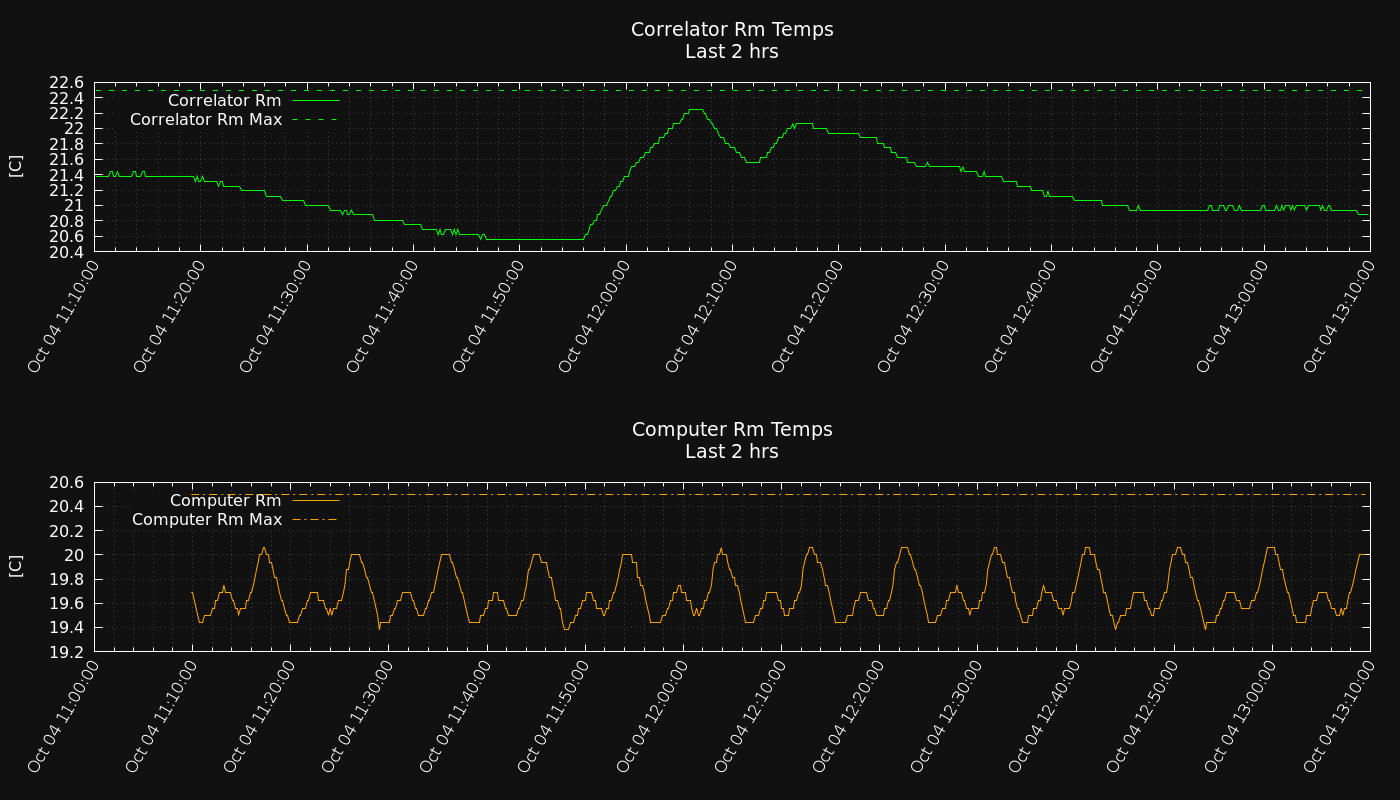 Correlator Rm Temps
Last 2 hrs
22.6
22.4
22.2
22
21.8
21.6
21.4
21.2
21
20.8
20.6
20.4
[C]
Correlator Rm
Correlator Rm Max
Oct 04 11:10:00
Oct 04 11:20:00
Oct 04 11:30:00
Oct 04 11:40:00
Oct 04 11:50:00
Oct 04 12:00:00
Oct 04 12:10:00
Oct 04 12:20:00
Oct 04 12:30:00
Oct 04 12:40:00
Oct 04 12:50:00
Oct 04 13:00:00
Oct 04 13:10:00
Computer Rm Temps
Last 2 hrs
20.6
20.4
20.2
20
19.8
19.6
19.4
19.2
[C]
Computer Rm
Computer Rm Max
Oct 04 11:00:00
Oct 04 11:10:00
Oct 04 11:20:00
Oct 04 11:30:00
Oct 04 11:40:00
Oct 04 11:50:00
Oct 04 12:00:00
Oct 04 12:10:00
Oct 04 12:20:00
Oct 04 12:30:00
Oct 04 12:40:00
Oct 04 12:50:00
Oct 04 13:00:00
Oct 04 13:10:00